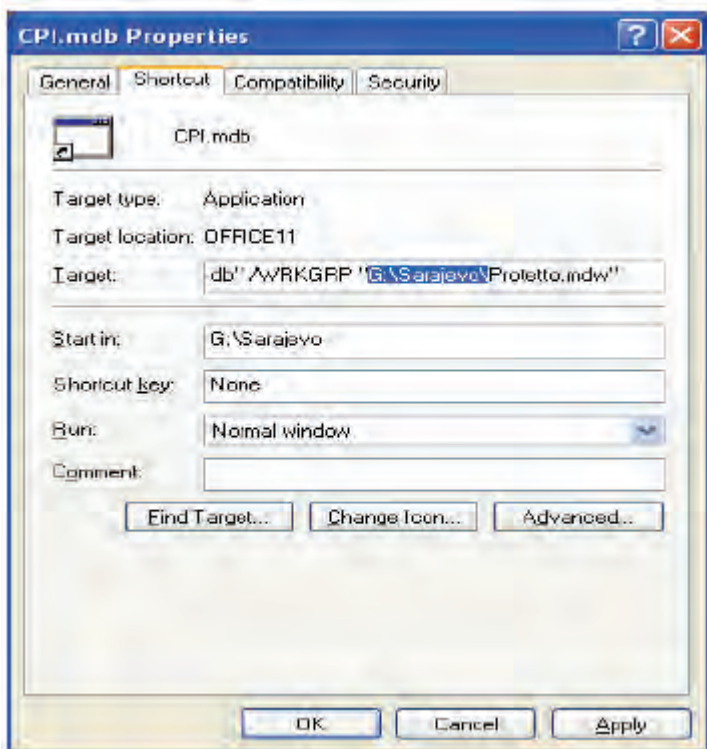 CPI.mdb Properties
General Shortcut Compatibility Security
CPI.mdb
Target type: Application
Target location: OFFICE11
Target: db" /WRKGRP "G:\Sarajevo\Protetto.mdw"
Start in: G:\Sarajevo
Shortcut key: None
Run: Normal window
Comment:
Find Target... Change Icon... Advanced...
OK Cancel Apply